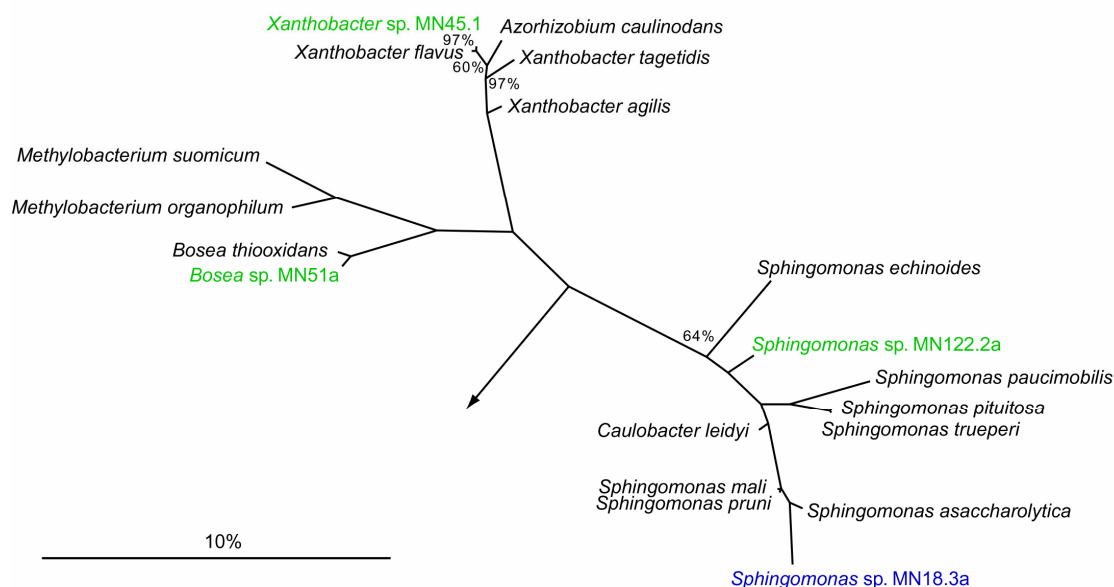 Xanthobacter sp. MN45.1
Azorhizobium caulinodans
97%
Xanthobacter flavus
Xanthobacter tagetidis
60%
97%
Xanthobacter agilis
Methylobacterium suomicum
Methylobacterium organophilum
Bosea thiooxidans
Bosea sp. MN51a
Sphingomonas echinoides
64%
Sphingomonas sp. MN122.2a
Sphingomonas paucimobilis
Sphingomonas pituitosa
Sphingomonas trueperi
Caulobacter leidyi
Sphingomonas mali
Sphingomonas pruni
Sphingomonas asaccharolytica
10%
Sphingomonas sp. MN18.3a